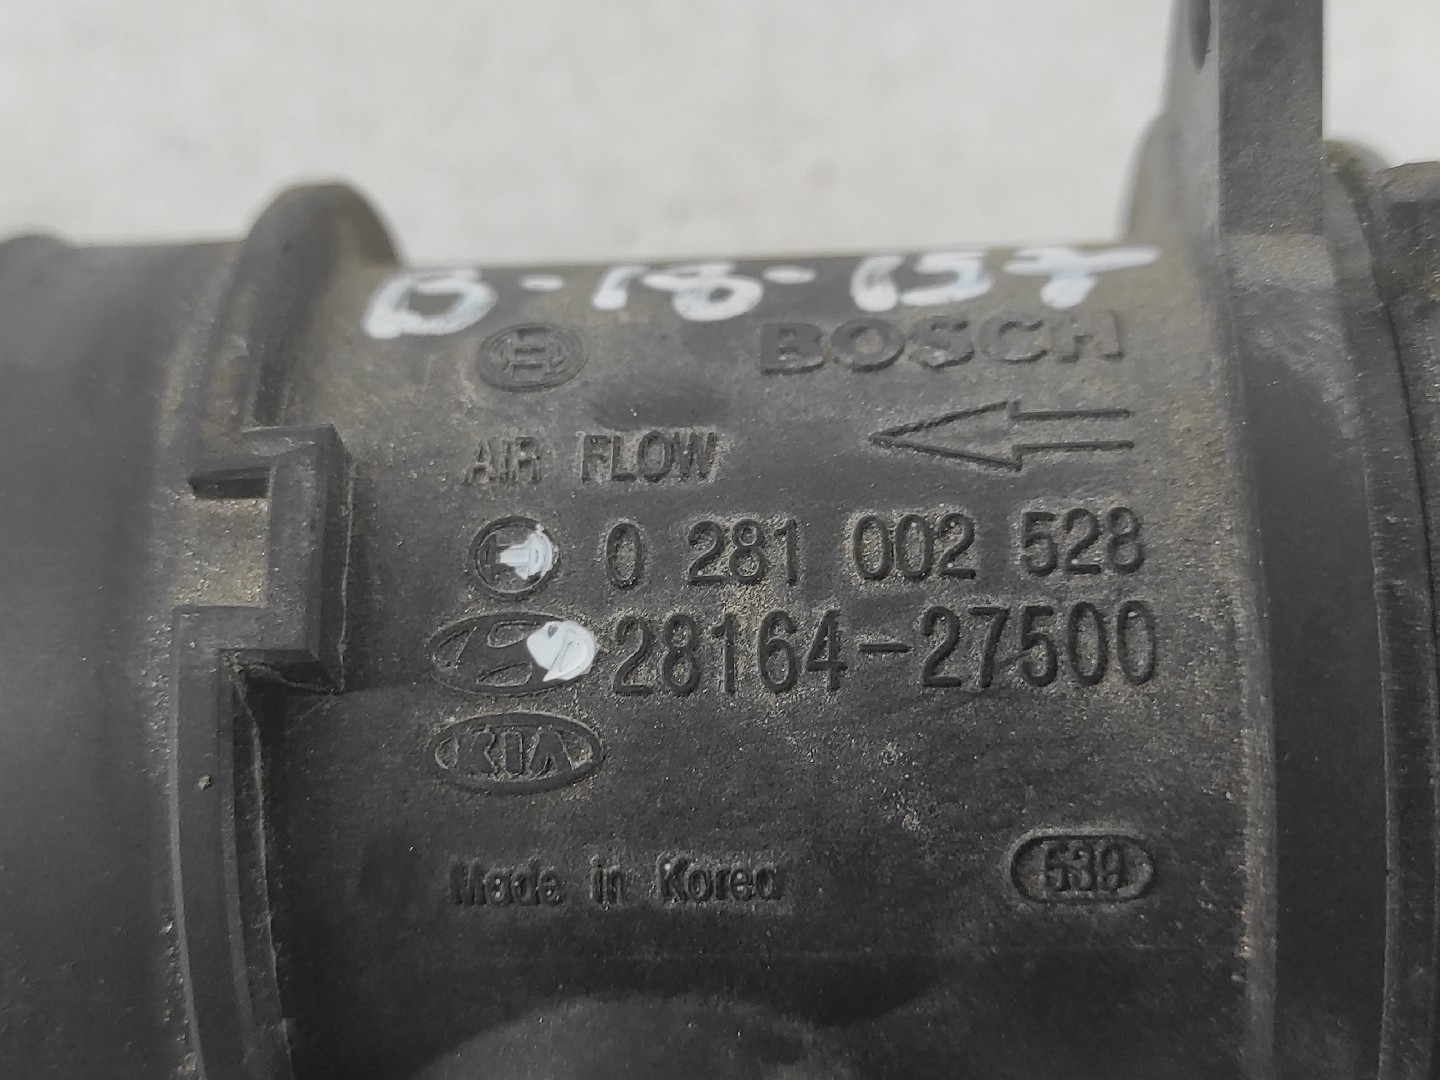 B-18-157
BOSCH
AIR FLOW
0 281 002 528
28164-27500
KIA
Made in Korea
539